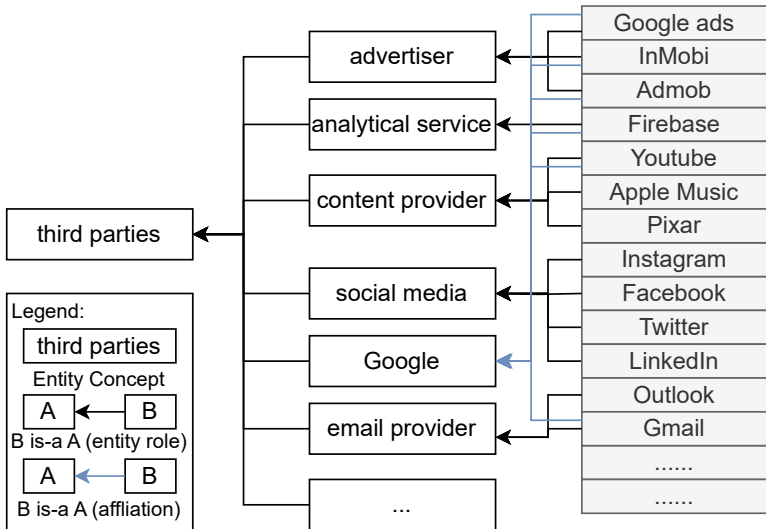 Google ads
advertiser
InMobi
Admob
analytical service
Firebase
Youtube
content provider
Apple Music
Pixar
third parties
Instagram
social media
Facebook
Twitter
Google
LinkedIn
Outlook
email provider
Gmail
......
...
......
Legend:
third parties
Entity Concept
A
B
B is-a A (entity role)
A
B
B is-a A (affliation)